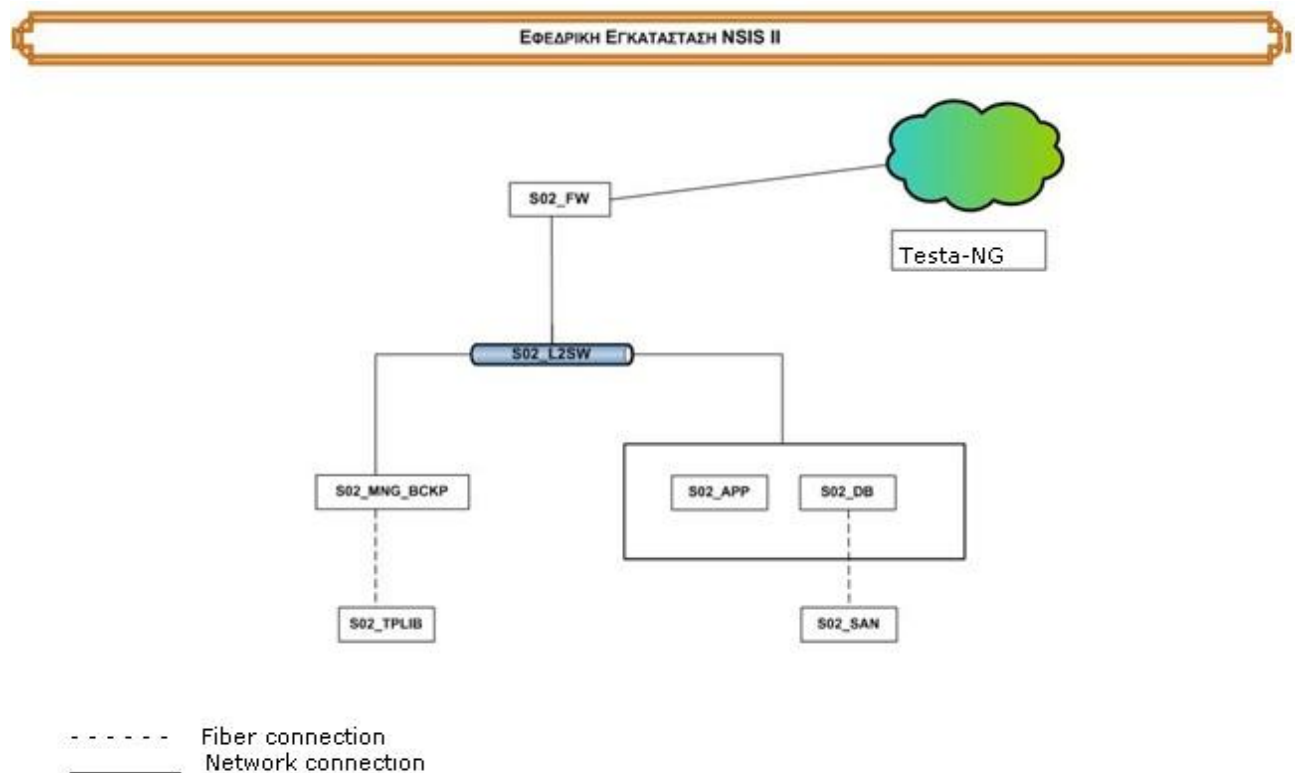 ΕΦΕΔΡΙΚΗ ΕΓΚΑΤΑΣΤΑΣΗ NSIS II
S02_FW
Testa-NG
S02_L2SW
S02_MNG_BCKP
S02_APP
S02_DB
S02_TPLIB
S02_SAN
Fiber connection
Network connection